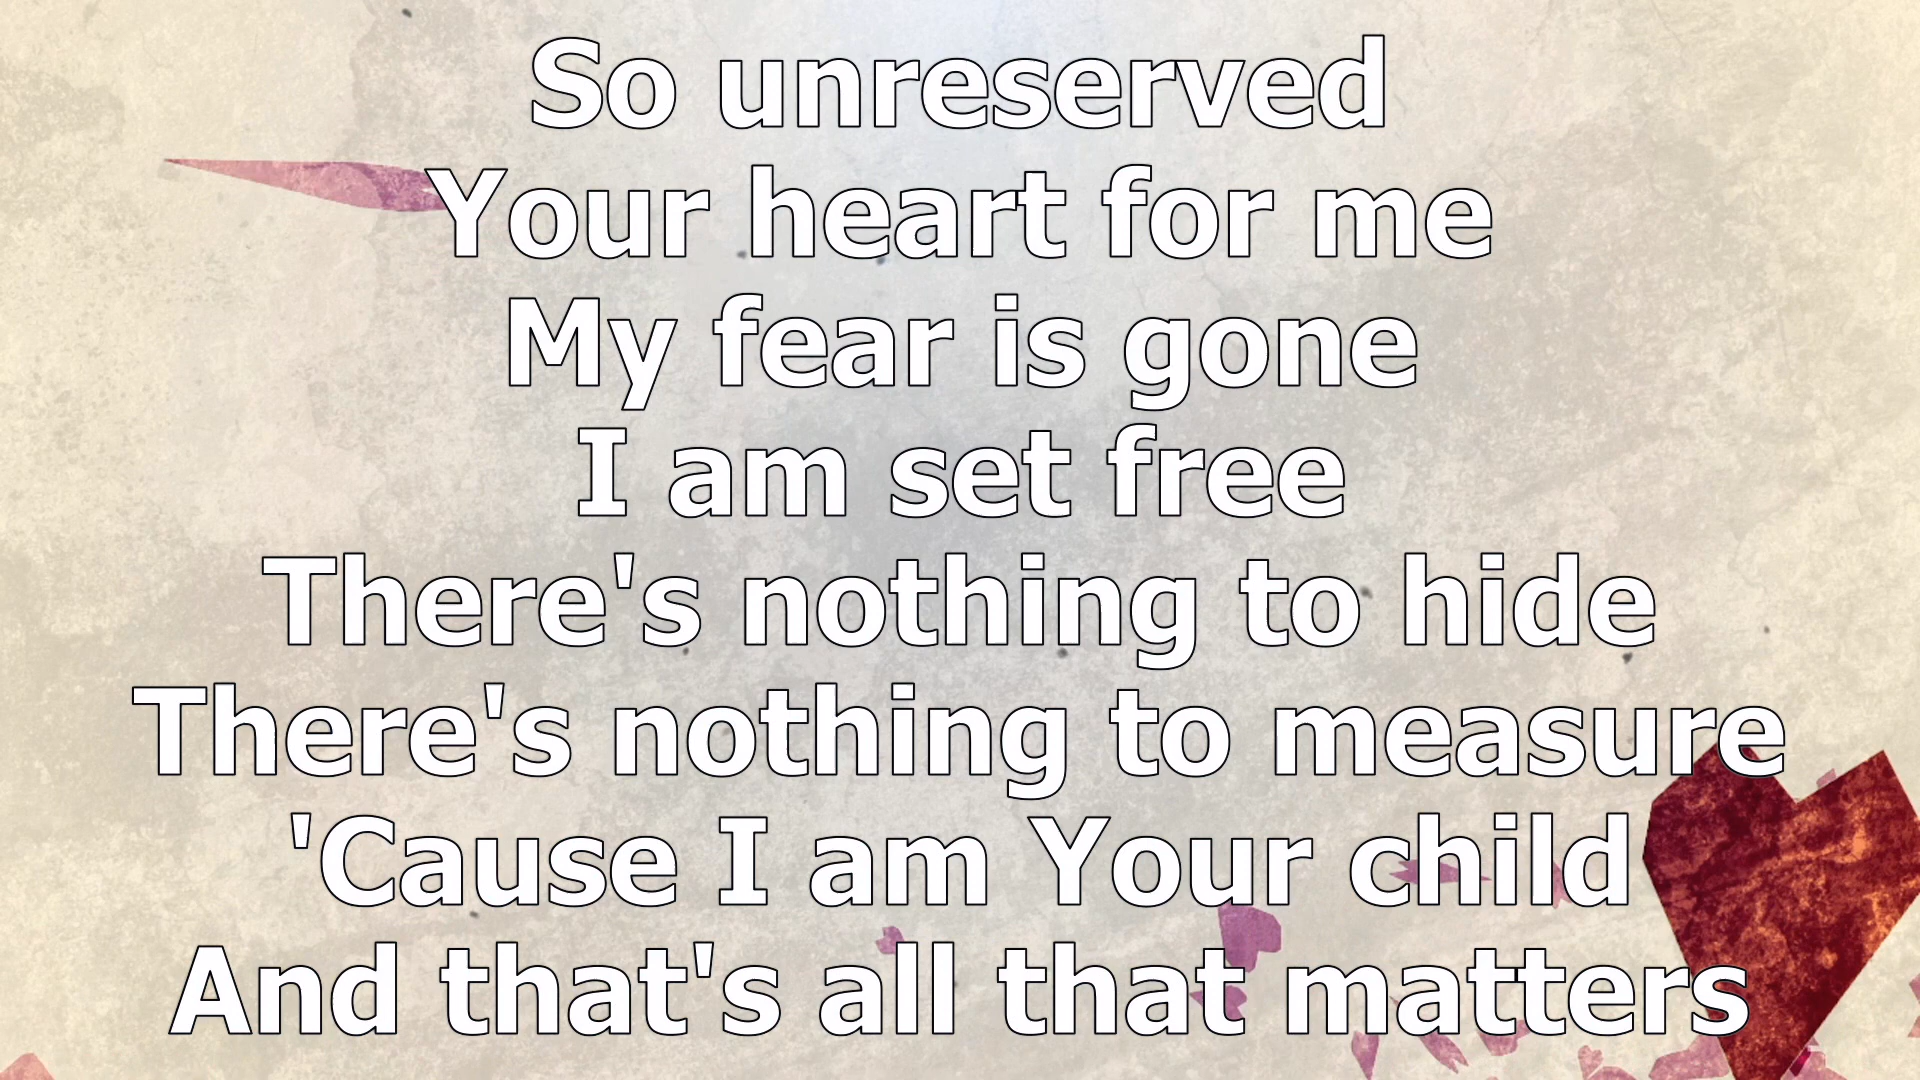 So unreserved
Your heart for me
My fear is gone
I am set free
There's nothing to hide
There's nothing to measure
'Cause I am Your child
And that's all that matters